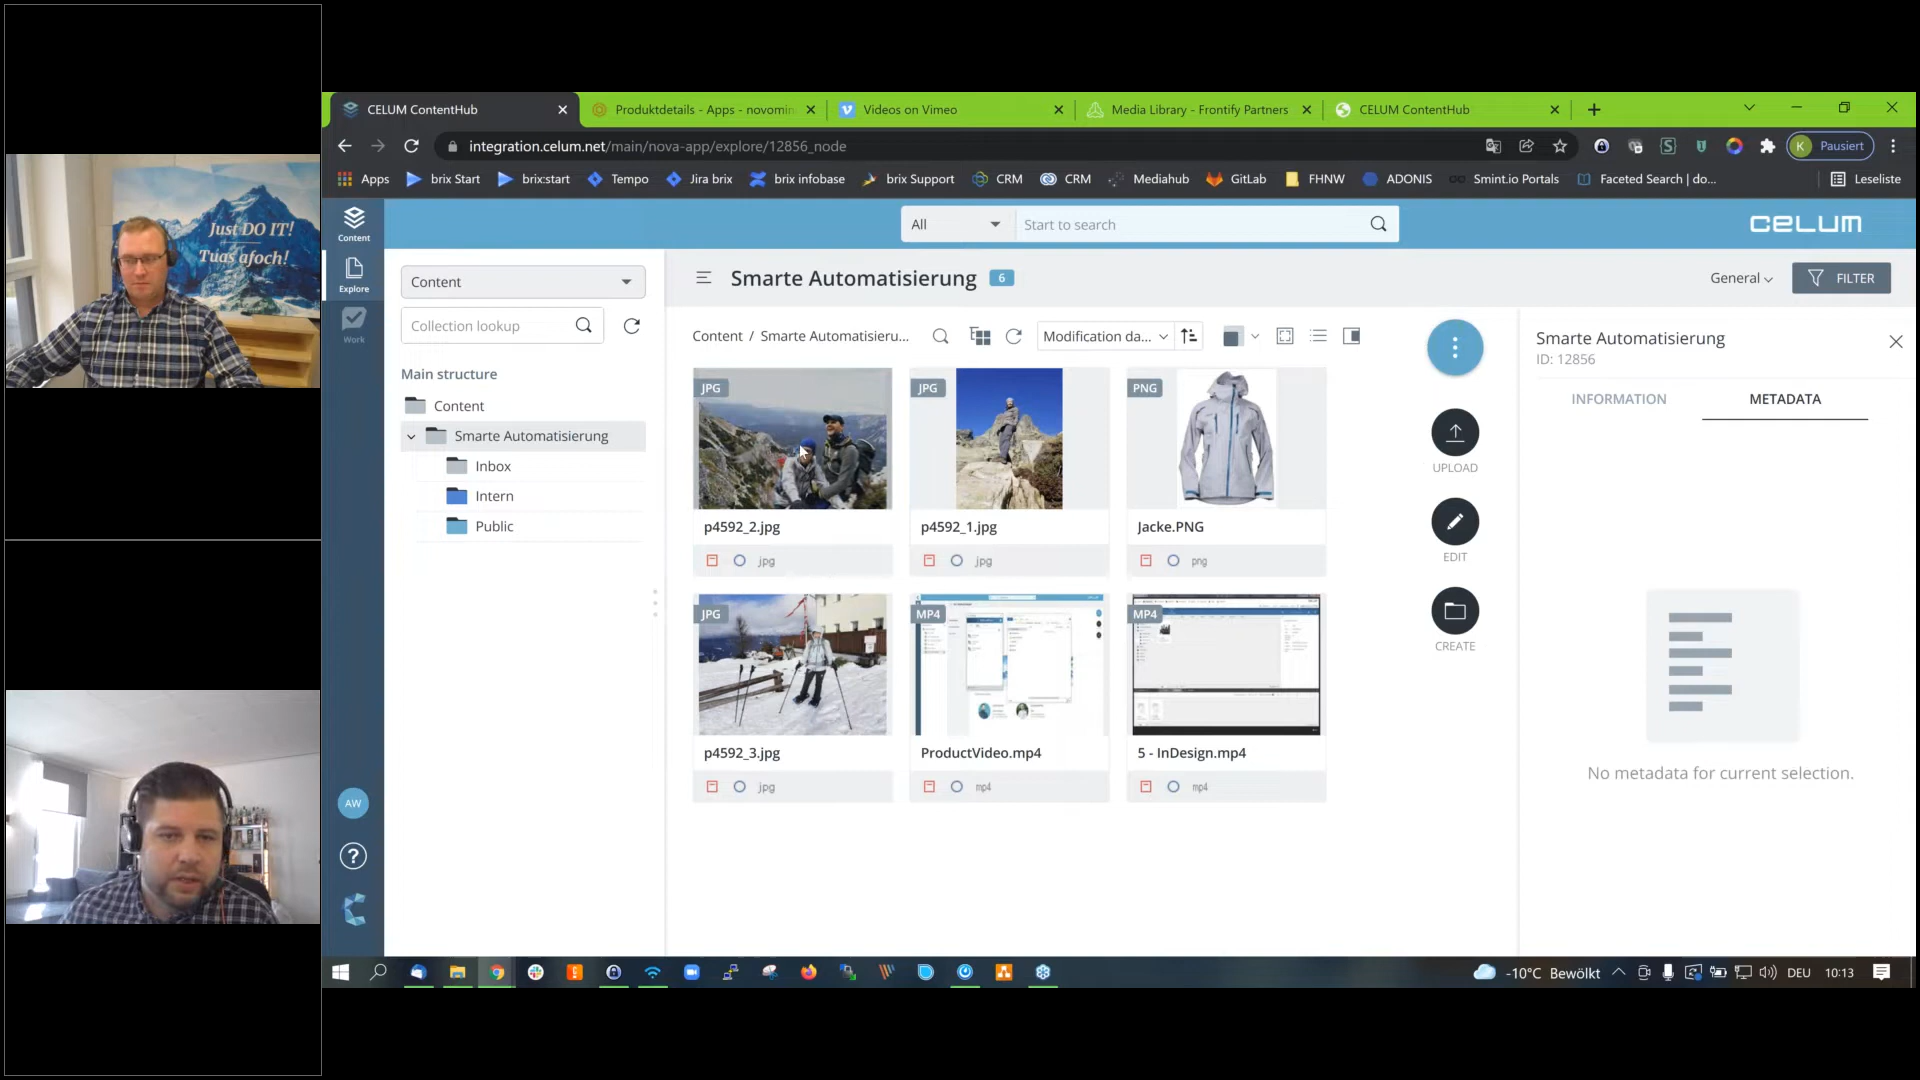 Just DO IT!
Tuas afoch!
CELUM ContentHub
Produktdetails - Apps - novomin
Videos on Vimeo
Media Library - Frontify Partners
CELUM ContentHub
integration.celum.net/main/nova-app/explore/12856_node
K Pausiert
Apps
brix Start
brix:start
Tempo
Jira brix
brix infobase
brix Support
CRM
CRM
Mediahub
GitLab
FHNW
ADONIS
Smint.io Portals
Faceted Search | do...
Leseliste
Content
All
Start to search
CELUM
Explore
Work
Content
Collection lookup
Main structure
Content
Smarte Automatisierung
Inbox
Intern
Public
AW
Smarte Automatisierung 6
General
FILTER
Content / Smarte Automatisieru...
Modification da...
JPG
p4592_2.jpg
jpg
JPG
p4592_1.jpg
jpg
PNG
Jacke.PNG
png
JPG
p4592_3.jpg
jpg
MP4
ProductVideo.mp4
mp4
MP4
5 - InDesign.mp4
mp4
UPLOAD
EDIT
CREATE
Smarte Automatisierung
ID: 12856
INFORMATION
METADATA
No metadata for current selection.
-10°C Bewölkt
DEU
10:13